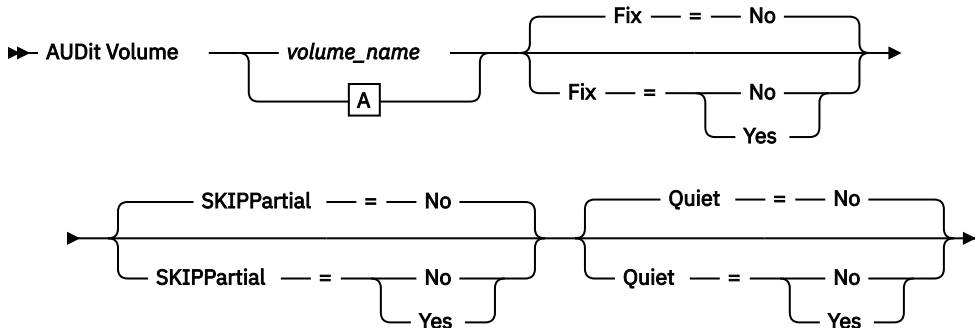 Fix = No
AUDit Volume volume_name
A
Fix = No
Yes
SKIPPartial = No Quiet = No
SKIPPartial = No Quiet = No
Yes Yes